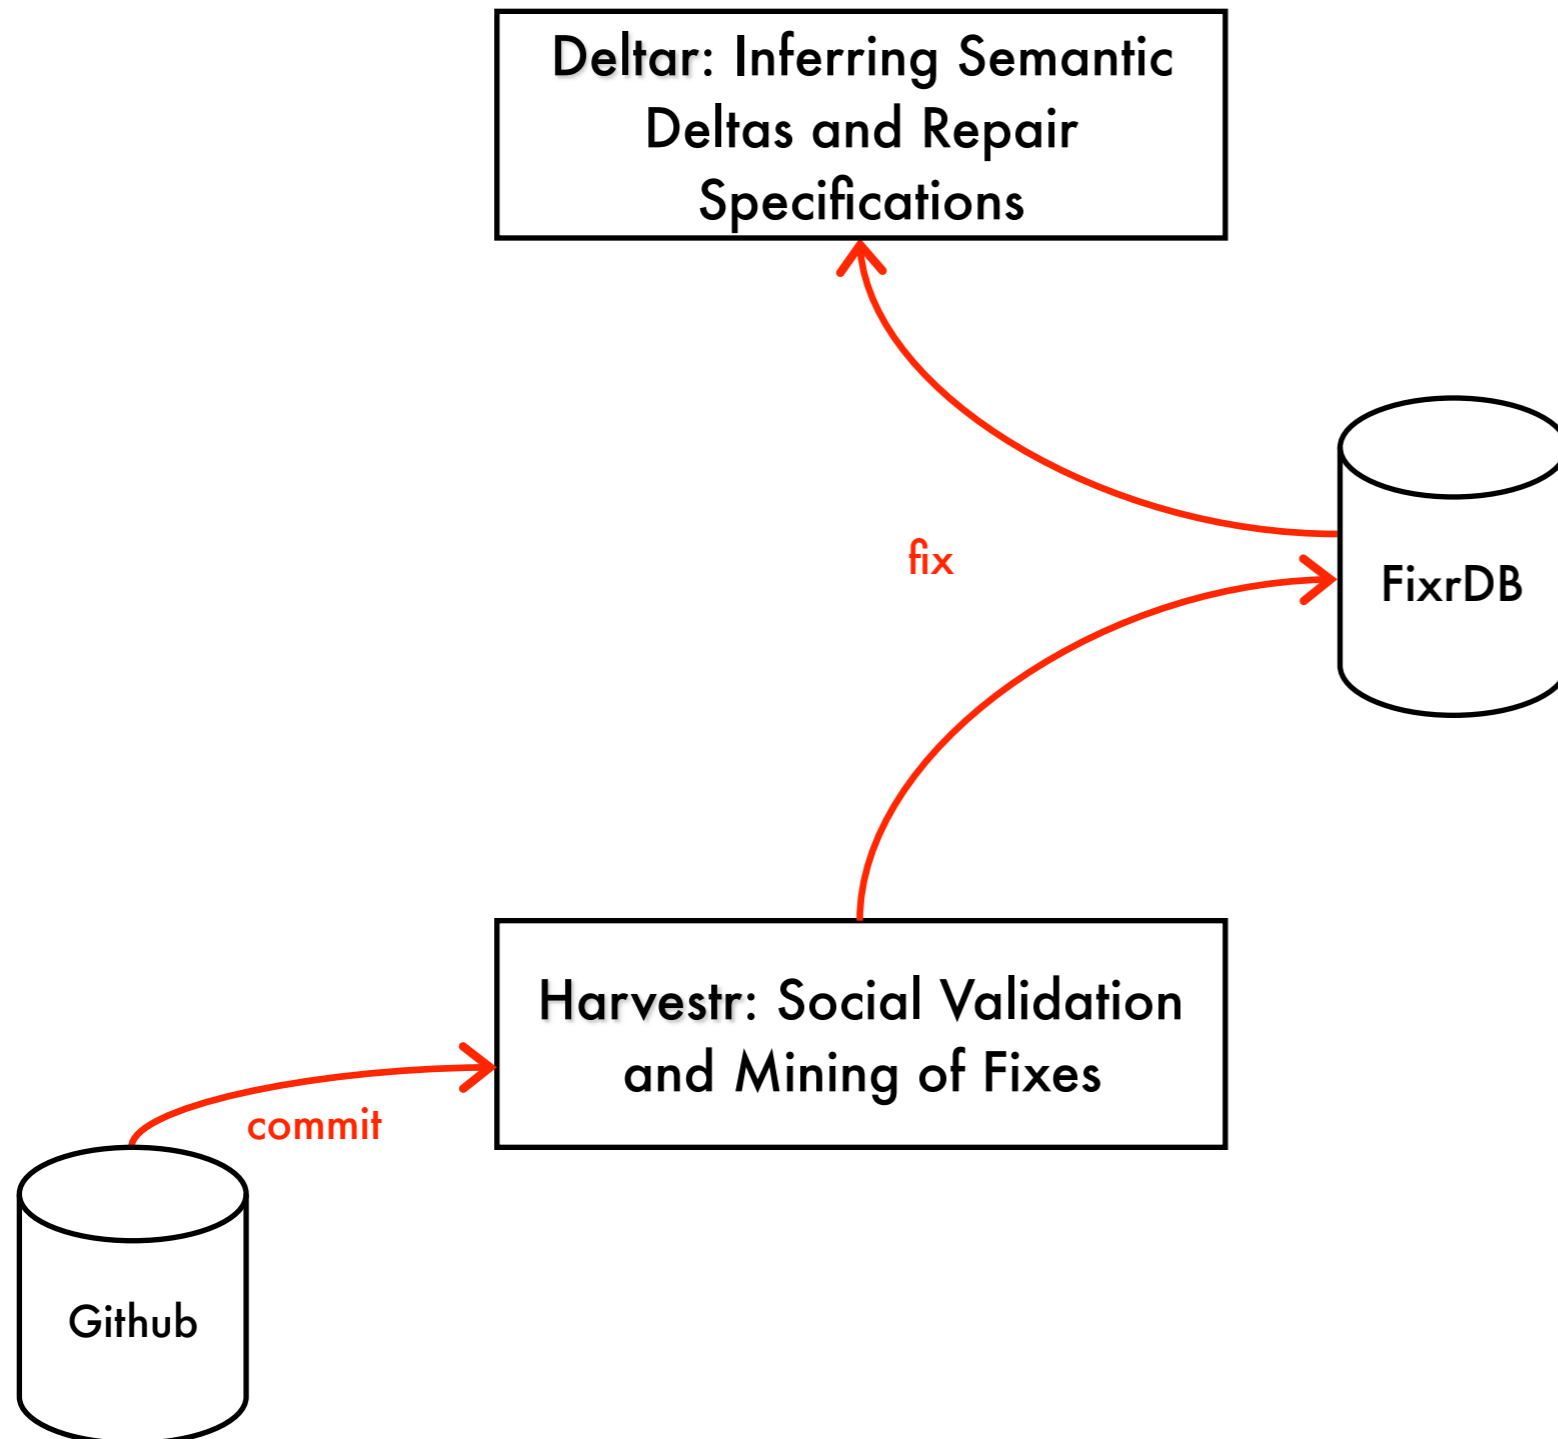 Deltar: Inferring Semantic
Deltas and Repair
Specifications
fix
FixrDB
Harvestr: Social Validation
and Mining of Fixes
commit
Github